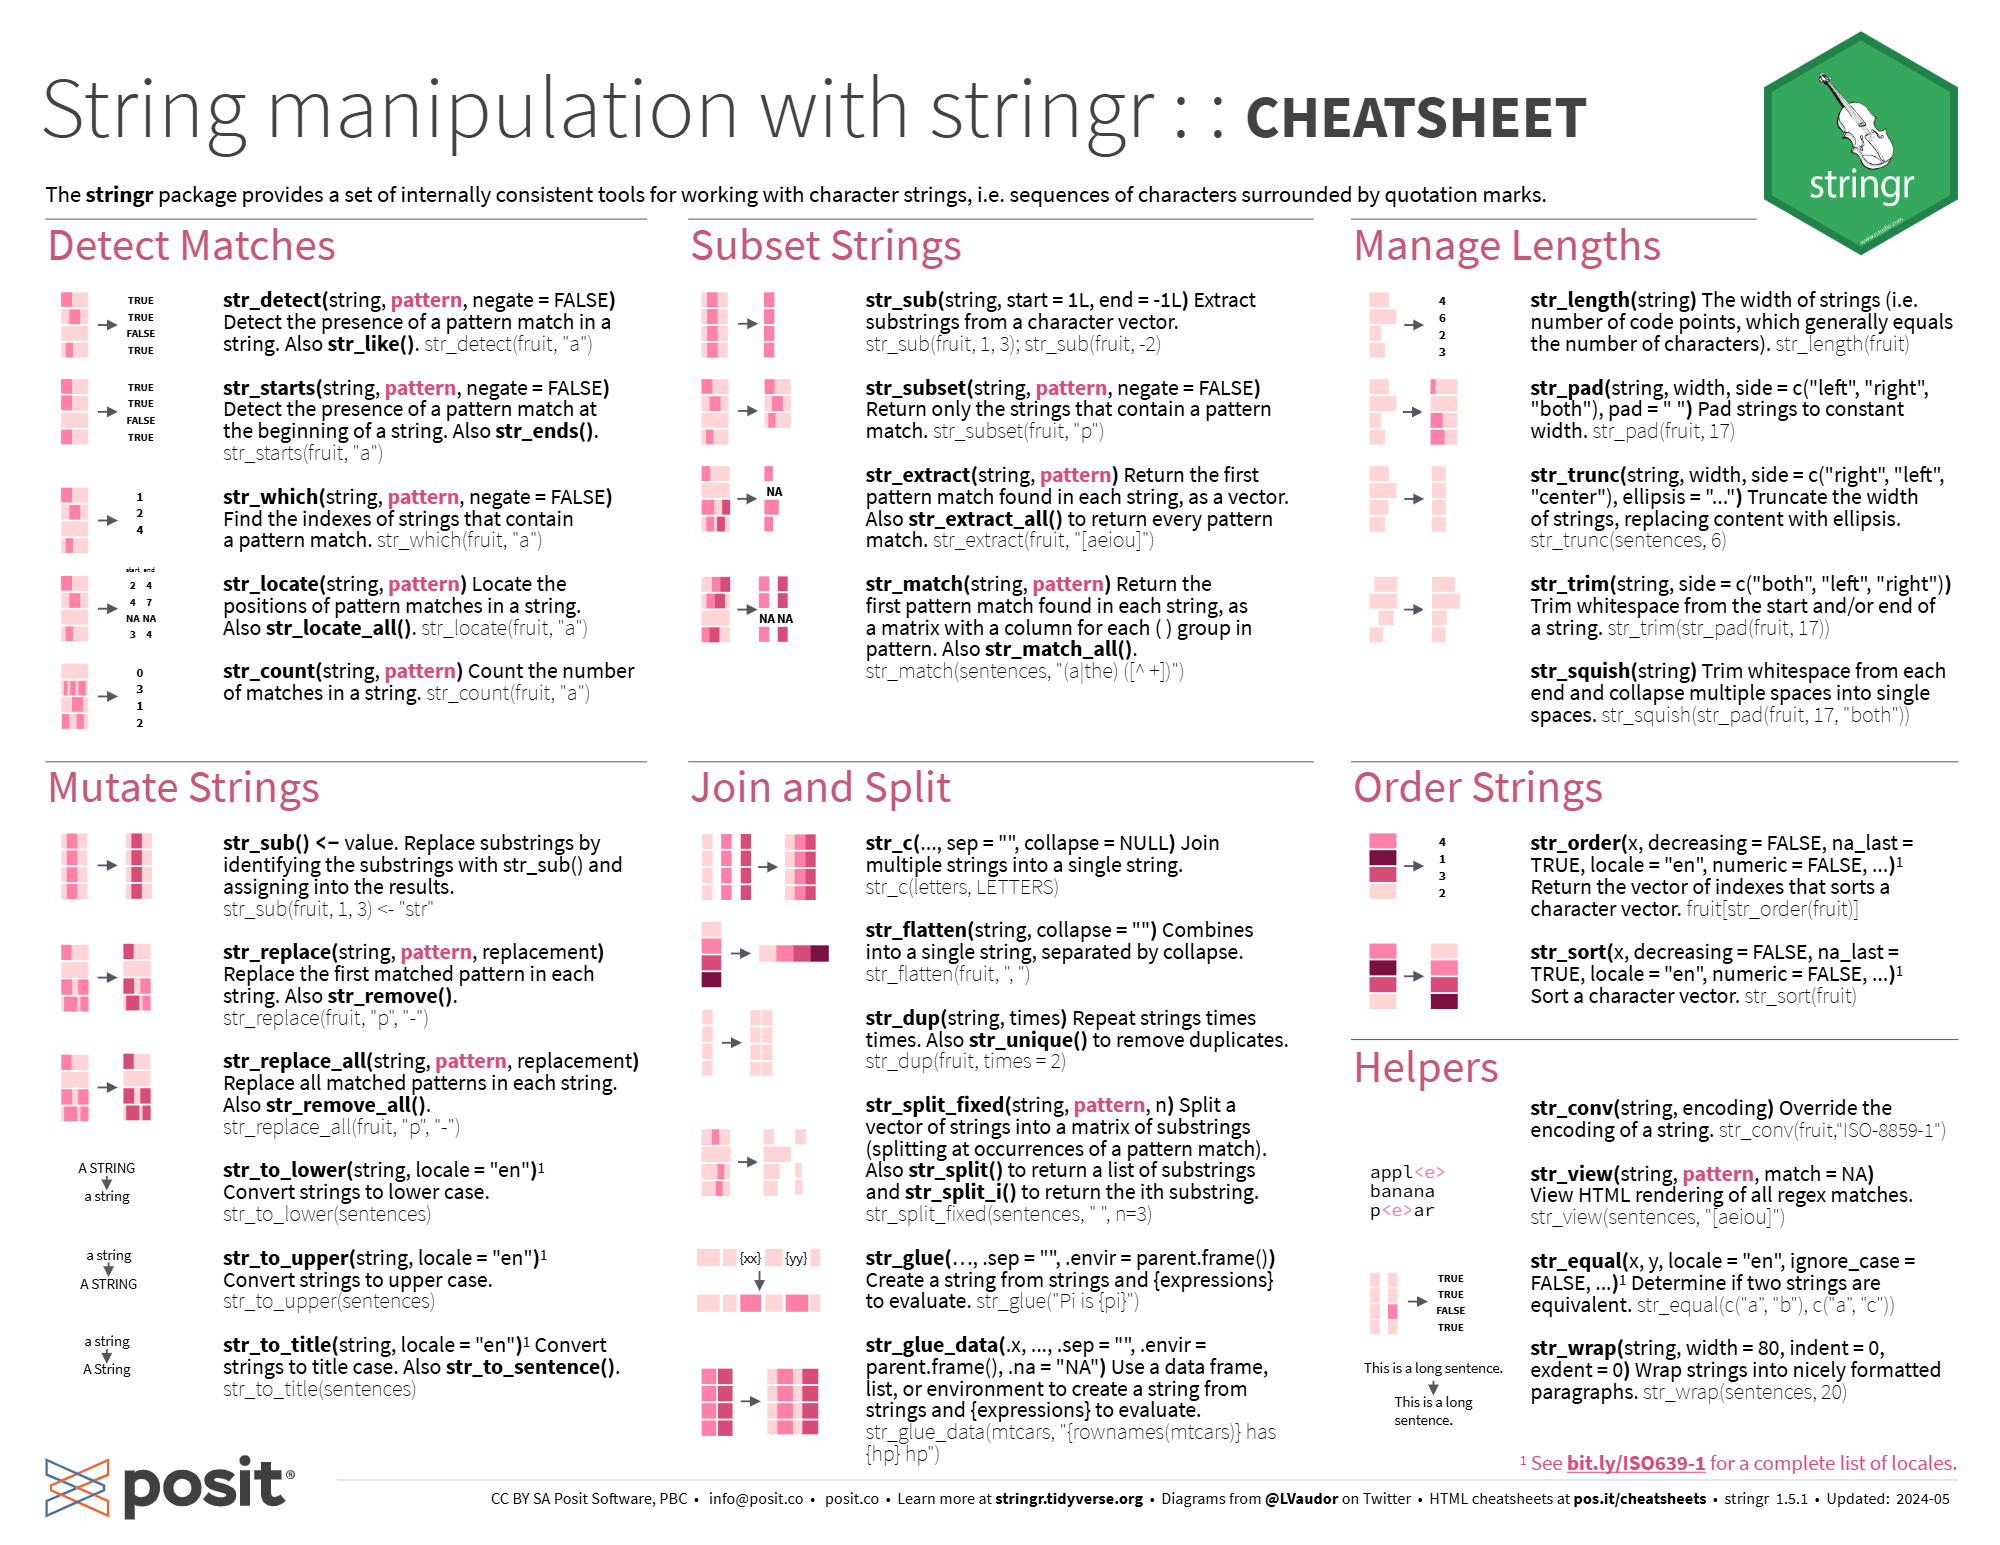 String manipulation with stringr : : CHEATSHEET
stringr
www.rstudio.com
The stringr package provides a set of internally consistent tools for working with character strings, i.e. sequences of characters surrounded by quotation marks.
Detect Matches
TRUE
TRUE
FALSE
TRUE
str_detect(string, pattern, negate = FALSE)
Detect the presence of a pattern match in a
string. Also str_like(). str_detect(fruit, "a")
TRUE
TRUE
FALSE
TRUE
str_starts(string, pattern, negate = FALSE)
Detect the presence of a pattern match at
the beginning of a string. Also str_ends().
str_starts(fruit, "a")
1
2
4
str_which(string, pattern, negate = FALSE)
Find the indexes of strings that contain
a pattern match. str_which(fruit, "a")
start end
2 4
4 7
NA NA
3 4
str_locate(string, pattern) Locate the
positions of pattern matches in a string.
Also str_locate_all(). str_locate(fruit, "a")
0
3
1
2
str_count(string, pattern) Count the number
of matches in a string. str_count(fruit, "a")
Subset Strings
str_sub(string, start = 1L, end = -1L) Extract
substrings from a character vector.
str_sub(fruit, 1, 3); str_sub(fruit, -2)
str_subset(string, pattern, negate = FALSE)
Return only the strings that contain a pattern
match. str_subset(fruit, "p")
NA
str_extract(string, pattern) Return the first
pattern match found in each string, as a vector.
Also str_extract_all() to return every pattern
match. str_extract(fruit, "[aeiou]")
NA NA
str_match(string, pattern) Return the
first pattern match found in each string, as
a matrix with a column for each ( ) group in
pattern. Also str_match_all().
str_match(sentences, "(a|the) ([^ +])")
Manage Lengths
4
6
2
3
str_length(string) The width of strings (i.e.
number of code points, which generally equals
the number of characters). str_length(fruit)
str_pad(string, width, side = c("left", "right",
"both"), pad = " ") Pad strings to constant
width. str_pad(fruit, 17)
str_trunc(string, width, side = c("right", "left",
"center"), ellipsis = "...") Truncate the width
of strings, replacing content with ellipsis.
str_trunc(sentences, 6)
str_trim(string, side = c("both", "left", "right"))
Trim whitespace from the start and/or end of
a string. str_trim(str_pad(fruit, 17))
str_squish(string) Trim whitespace from each
end and collapse multiple spaces into single
spaces. str_squish(str_pad(fruit, 17, "both"))
Mutate Strings
str_sub() <– value. Replace substrings by
identifying the substrings with str_sub() and
assigning into the results.
str_sub(fruit, 1, 3) <- "str"
str_replace(string, pattern, replacement)
Replace the first matched pattern in each
string. Also str_remove().
str_replace(fruit, "p", "-")
str_replace_all(string, pattern, replacement)
Replace all matched patterns in each string.
Also str_remove_all().
str_replace_all(fruit, "p", "-")
A STRING
a string
str_to_lower(string, locale = "en")¹
Convert strings to lower case.
str_to_lower(sentences)
a string
A STRING
str_to_upper(string, locale = "en")¹
Convert strings to upper case.
str_to_upper(sentences)
a string
A String
str_to_title(string, locale = "en")¹ Convert
strings to title case. Also str_to_sentence().
str_to_title(sentences)
Join and Split
str_c(..., sep = "", collapse = NULL) Join
multiple strings into a single string.
str_c(letters, LETTERS)
str_flatten(string, collapse = "") Combines
into a single string, separated by collapse.
str_flatten(fruit, ", ")
str_dup(string, times) Repeat strings times
times. Also str_unique() to remove duplicates.
str_dup(fruit, times = 2)
str_split_fixed(string, pattern, n) Split a
vector of strings into a matrix of substrings
(splitting at occurrences of a pattern match).
Also str_split() to return a list of substrings
and str_split_i() to return the ith substring.
str_split_fixed(sentences, " ", n=3)
{xx} {yy}
str_glue(…, .sep = "", .envir = parent.frame())
Create a string from strings and {expressions}
to evaluate. str_glue("Pi is {pi}")
str_glue_data(.x, ..., .sep = "", .envir =
parent.frame(), .na = "NA") Use a data frame,
list, or environment to create a string from
strings and {expressions} to evaluate.
str_glue_data(mtcars, "{rownames(mtcars)} has
{hp} hp")
Order Strings
4
1
3
2
str_order(x, decreasing = FALSE, na_last =
TRUE, locale = "en", numeric = FALSE, ...)¹
Return the vector of indexes that sorts a
character vector. fruit[str_order(fruit)]
str_sort(x, decreasing = FALSE, na_last =
TRUE, locale = "en", numeric = FALSE, ...)¹
Sort a character vector. str_sort(fruit)
Helpers
str_conv(string, encoding) Override the
encoding of a string. str_conv(fruit,"ISO-8859-1")
appl<e>
banana
p<e>ar
str_view(string, pattern, match = NA)
View HTML rendering of all regex matches.
str_view(sentences, "[aeiou]")
TRUE
TRUE
FALSE
TRUE
str_equal(x, y, locale = "en", ignore_case =
FALSE, ...)¹ Determine if two strings are
equivalent. str_equal(c("a", "b"), c("a", "c"))
This is a long sentence.
This is a long
sentence.
str_wrap(string, width = 80, indent = 0,
exdent = 0) Wrap strings into nicely formatted
paragraphs. str_wrap(sentences, 20)
¹ See bit.ly/ISO639-1 for a complete list of locales.
posit®
CC BY SA Posit Software, PBC • info@posit.co • posit.co • Learn more at stringr.tidyverse.org • Diagrams from @LVaudor on Twitter • HTML cheatsheets at pos.it/cheatsheets • stringr 1.5.1 • Updated: 2024-05